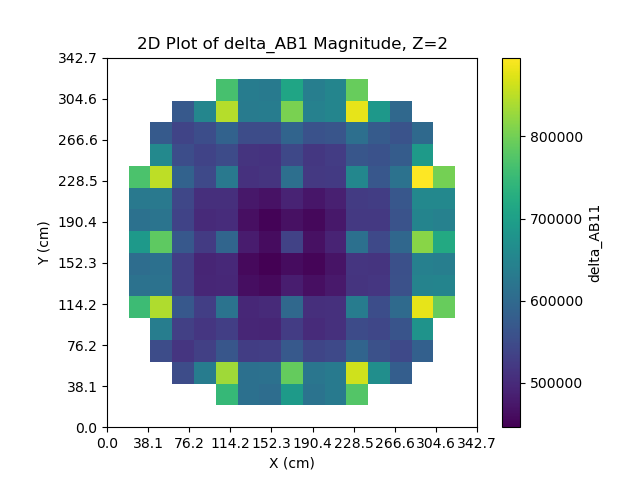 2D Plot of delta_AB1 Magnitude, Z=2
342.7
304.6
266.6
228.5
190.4
152.3
114.2
76.2
38.1
0.0
Y (cm)
0.0 38.1 76.2 114.2 152.3 190.4 228.5 266.6 304.6 342.7
X (cm)
800000
700000
600000
500000
delta_AB11